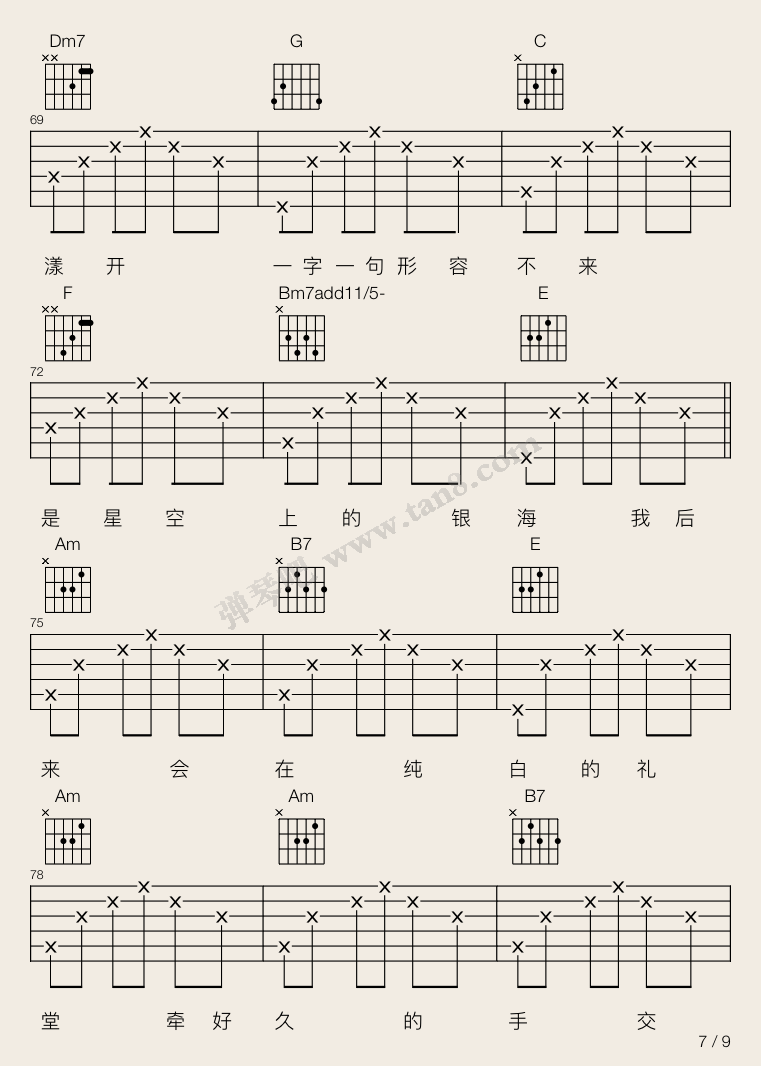 Dm7 G C
69
漾 开 一 字 一 句 形 容 不 来
F Bm7add11/5- E
72
是 星 空 上 的 银 海 我 后
Am B7 E
75
来 会 在 纯 白 的 礼
Am Am B7
78
堂 牵 好 久 的 手 交
7 / 9
弹琴吧 www.tan8.com